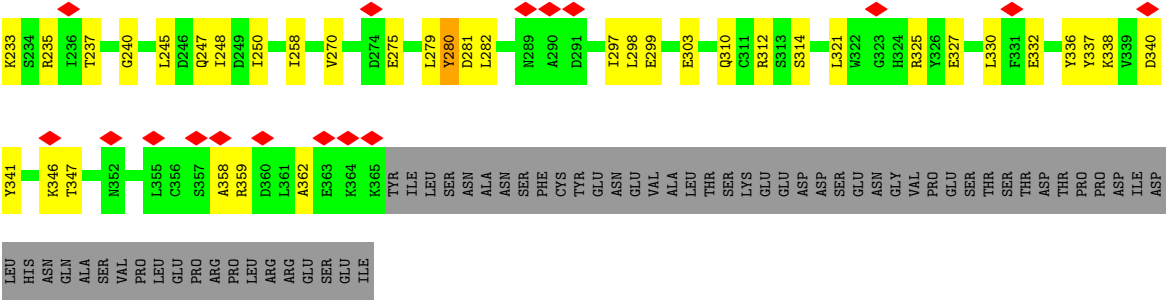 K233 S234 R235 I236 T237 G240 L245 D246 Q247 I248 D249 I250 I258 V270 D274 E275 L279 Y280 D281 L282 N289 A290 D291 I297 L298 E299 E303 Q310 C311 R312 S313 S314 L321 W322 G323 H324 R325 Y326 E327 L330 F331 E332 Y336 Y337 K338 V339 D340
Y341 K346 T347 N352 L355 C356 S357 A358 R359 D360 L361 A362 E363 K364 K365 TYR ILE LEU SER ASN ALA ASN SER PHE CYS TYR GLU ASN GLU VAL ALA LEU THR SER LYS GLU GLU ASP ASP SER GLU ASN GLY VAL PRO GLU SER THR SER THR ASP THR PRO PRO ASP ILE ASP
LEU HIS ASN GLN ALA SER VAL PRO LEU GLU PRO ARG PRO LEU ARG ARG GLU SER GLU ILE